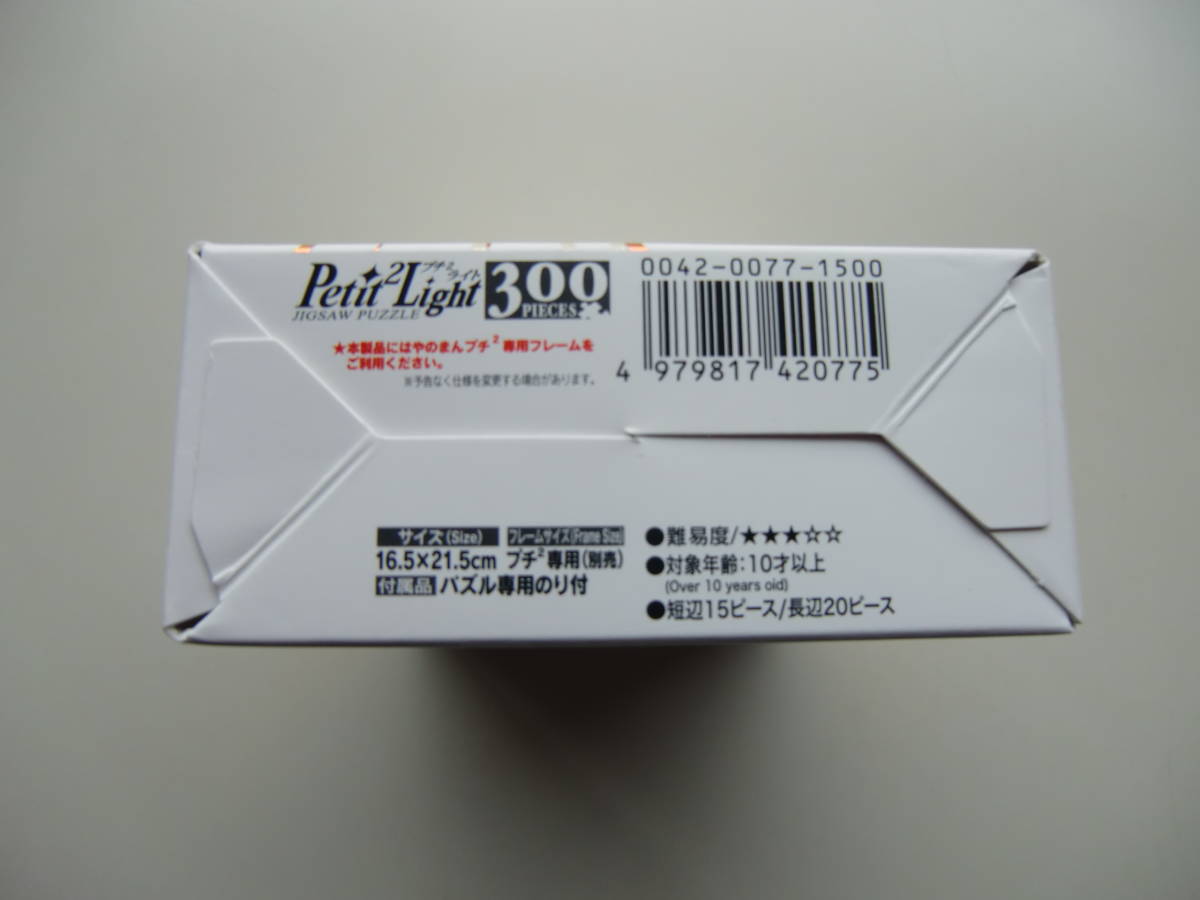 Petit²Light プチ²ライト 300 PIECES
JIGSAW PUZZLE
★本製品にはやのまんプチ²専用フレームを
ご利用ください。
※予告なく仕様を変更する場合があります。
0042-0077-1500
4 979817 420775
サイズ(Size) フレームサイズ(Frame Size)
16.5×21.5cm プチ²専用(別売)
付属品 パズル専用のり付
●難易度/★★★☆☆
●対象年齢:10才以上
(Over 10 years old)
●短辺15ピース/長辺20ピース